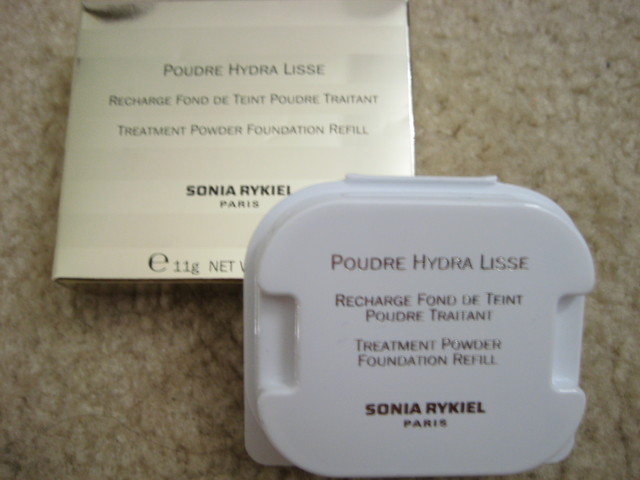 POUDRE HYDRA LISSE
RECHARGE FOND DE TEINT POUDRE TRAITANT
TREATMENT POWDER FOUNDATION REFILL
SONIA RYKIEL
PARIS
e 11g NET
POUDRE HYDRA LISSE
RECHARGE FOND DE TEINT
POUDRE TRAITANT
TREATMENT POWDER
FOUNDATION REFILL
SONIA RYKIEL
PARIS